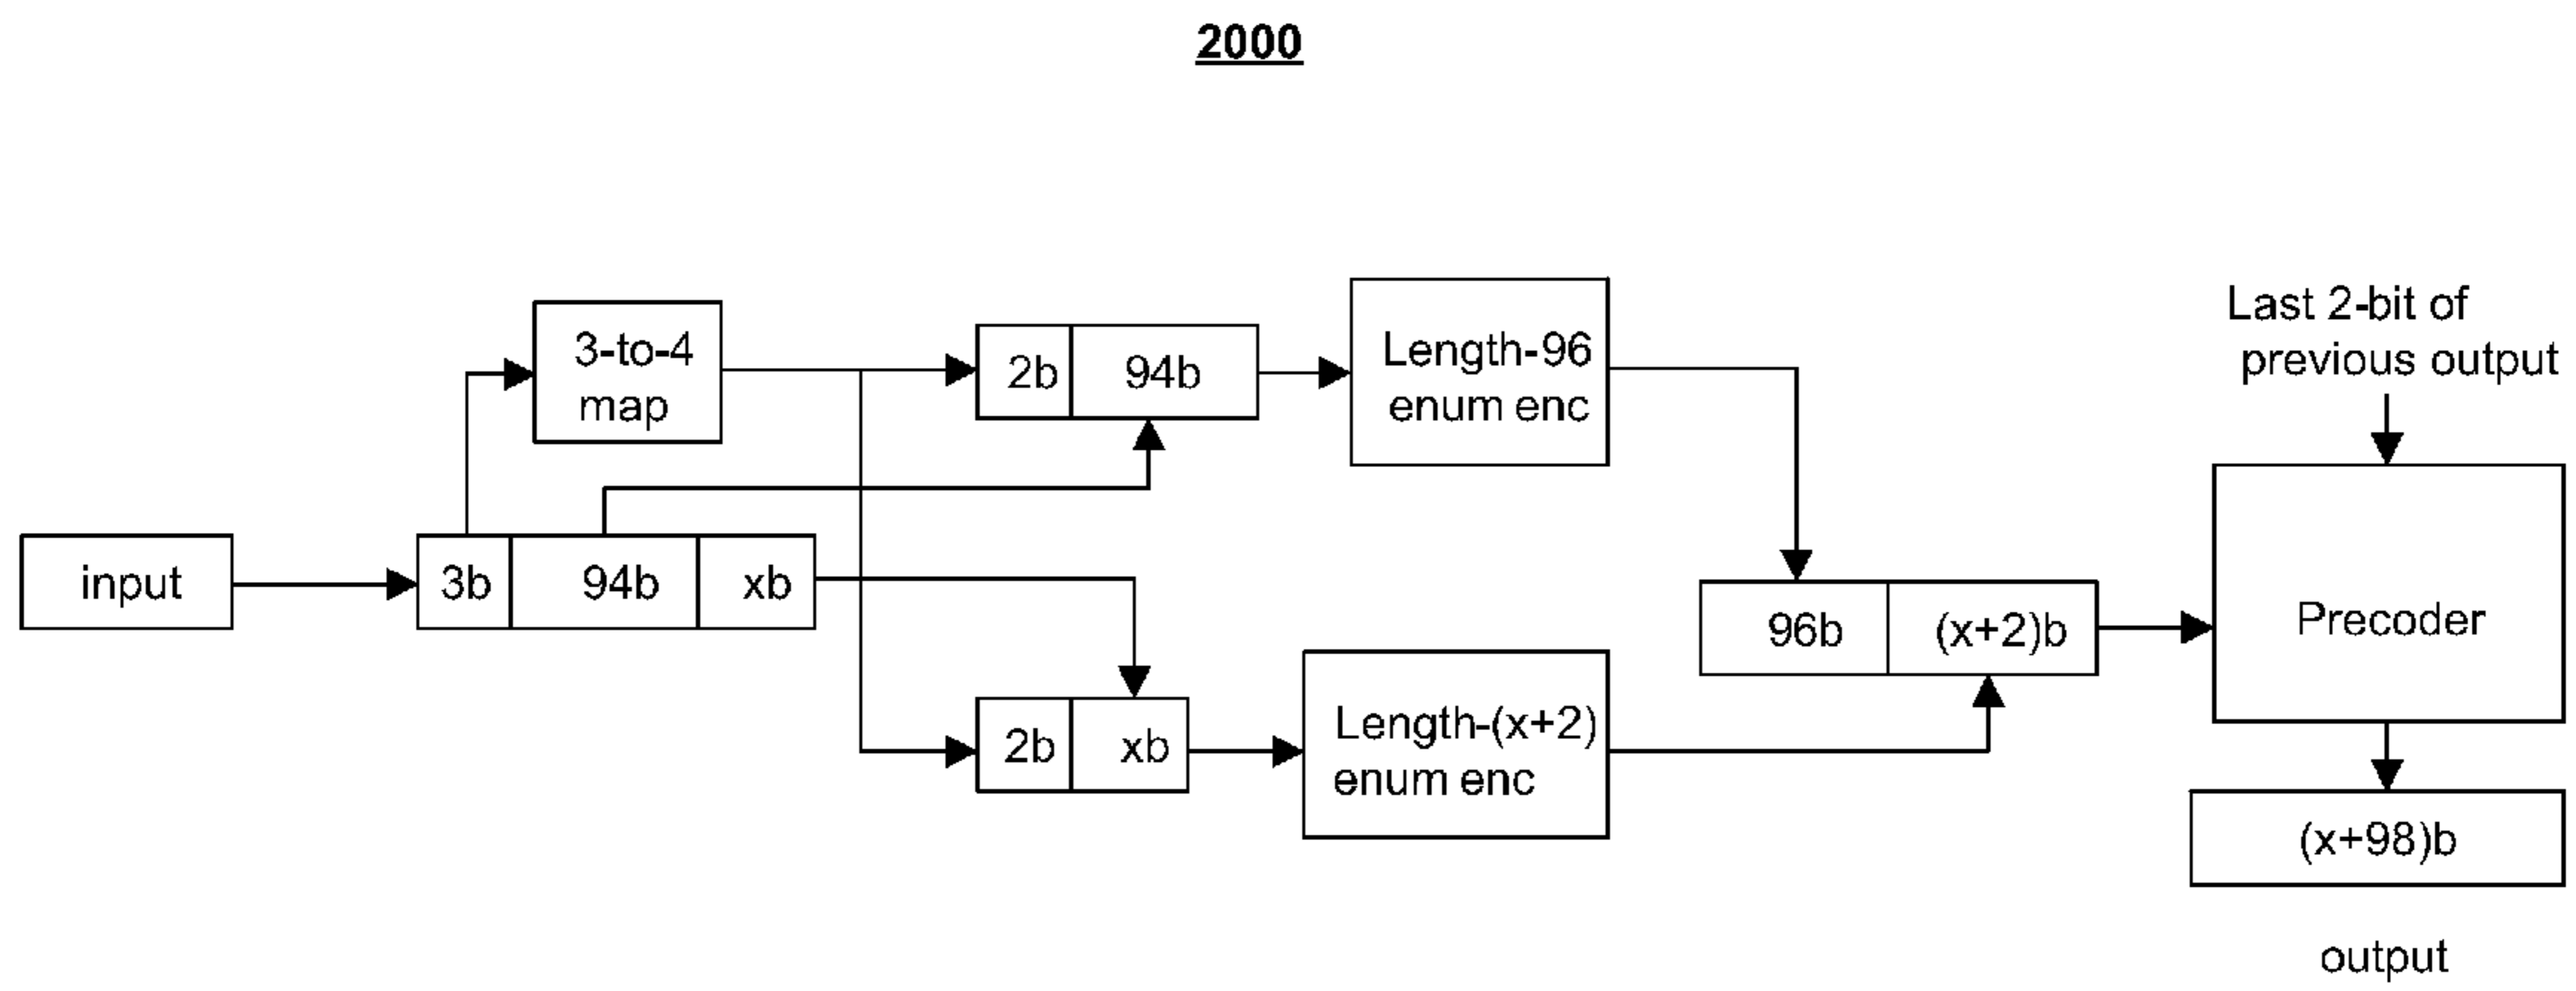 2000
Last 2-bit of
previous output
3-to-4
map
2b
94b
Length-96
enum enc
input
3b
94b
xb
96b
(x+2)b
Precoder
2b
xb
Length-(x+2)
enum enc
(x+98)b
output